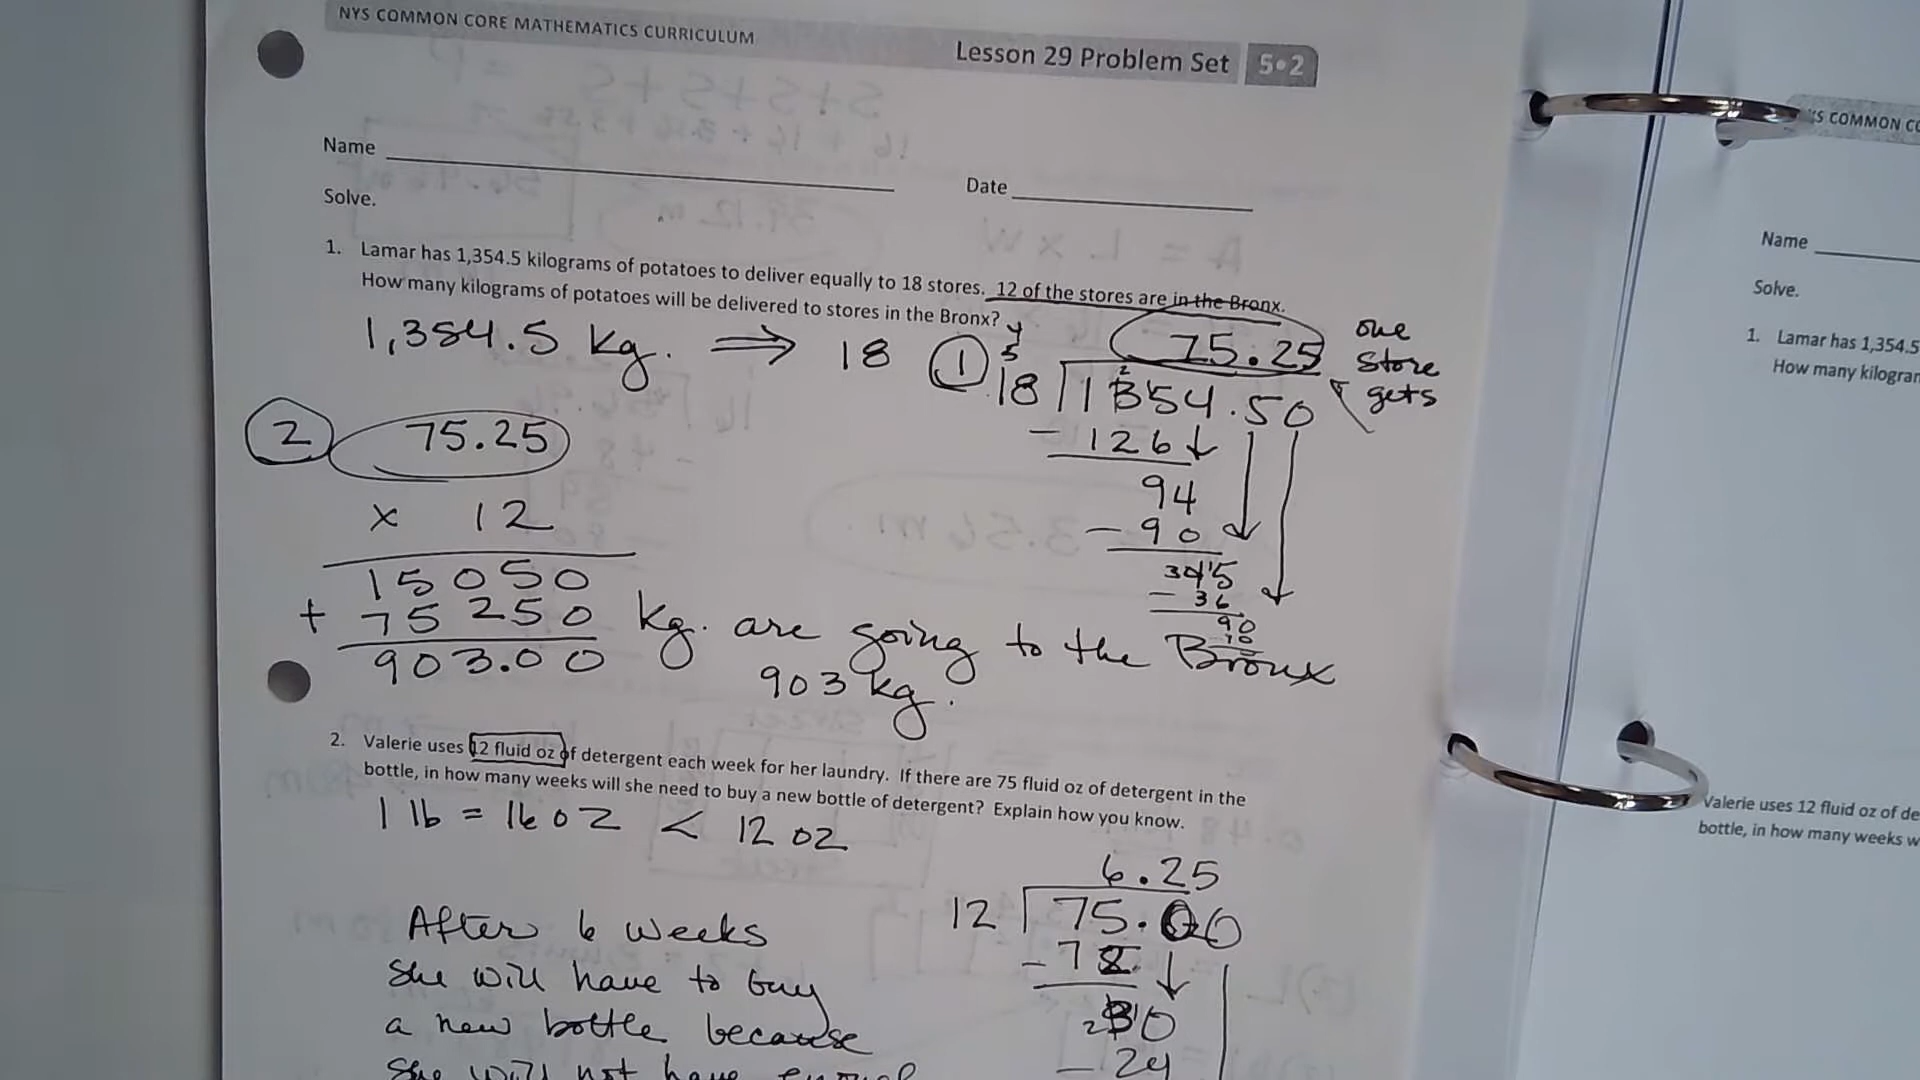 NYS COMMON CORE MATHEMATICS CURRICULUM
Lesson 29 Problem Set 5•2
Name
Date
Solve.
1. Lamar has 1,354.5 kilograms of potatoes to deliver equally to 18 stores. 12 of the stores are in the Bronx.
How many kilograms of potatoes will be delivered to stores in the Bronx?
1,354.5 kg. ⇒ 18
1
75.25
18 1354.50
- 126
94
- 90
45
- 36
90
one
store
gets
2
75.25
x 12
15050
+ 75250
903.00
kg. are going to the Bronx
903 kg.
2. Valerie uses 12 fluid oz of detergent each week for her laundry. If there are 75 fluid oz of detergent in the
bottle, in how many weeks will she need to buy a new bottle of detergent? Explain how you know.
1 lb = 16 oz < 12 oz
6.25
12 75.00
- 72
30
- 24
After 6 weeks
she will have to buy
a new bottle because
she will not have enough
'S COMMON CO
Name
Solve.
1. Lamar has 1,354.5
How many kilogran
Valerie uses 12 fluid oz of de
bottle, in how many weeks w